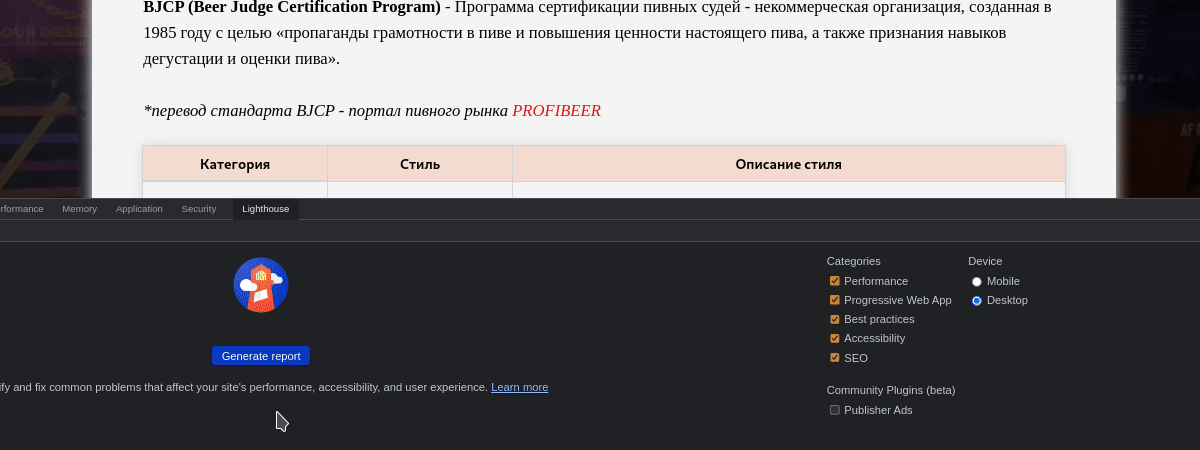 BJCP (Beer Judge Certification Program) - Программа сертификации пивных судей - некоммерческая организация, созданная в
1985 году с целью «пропаганды грамотности в пиве и повышения ценности настоящего пива, а также признания навыков
дегустации и оценки пива».
*перевод стандарта BJCP - портал пивного рынка PROFIBEER
Категория Стиль Описание стиля
rformance Memory Application Security Lighthouse
Categories Device
Performance Mobile
Progressive Web App Desktop
Best practices
Accessibility
SEO
Generate report
ify and fix common problems that affect your site's performance, accessibility, and user experience. Learn more
Community Plugins (beta)
Publisher Ads